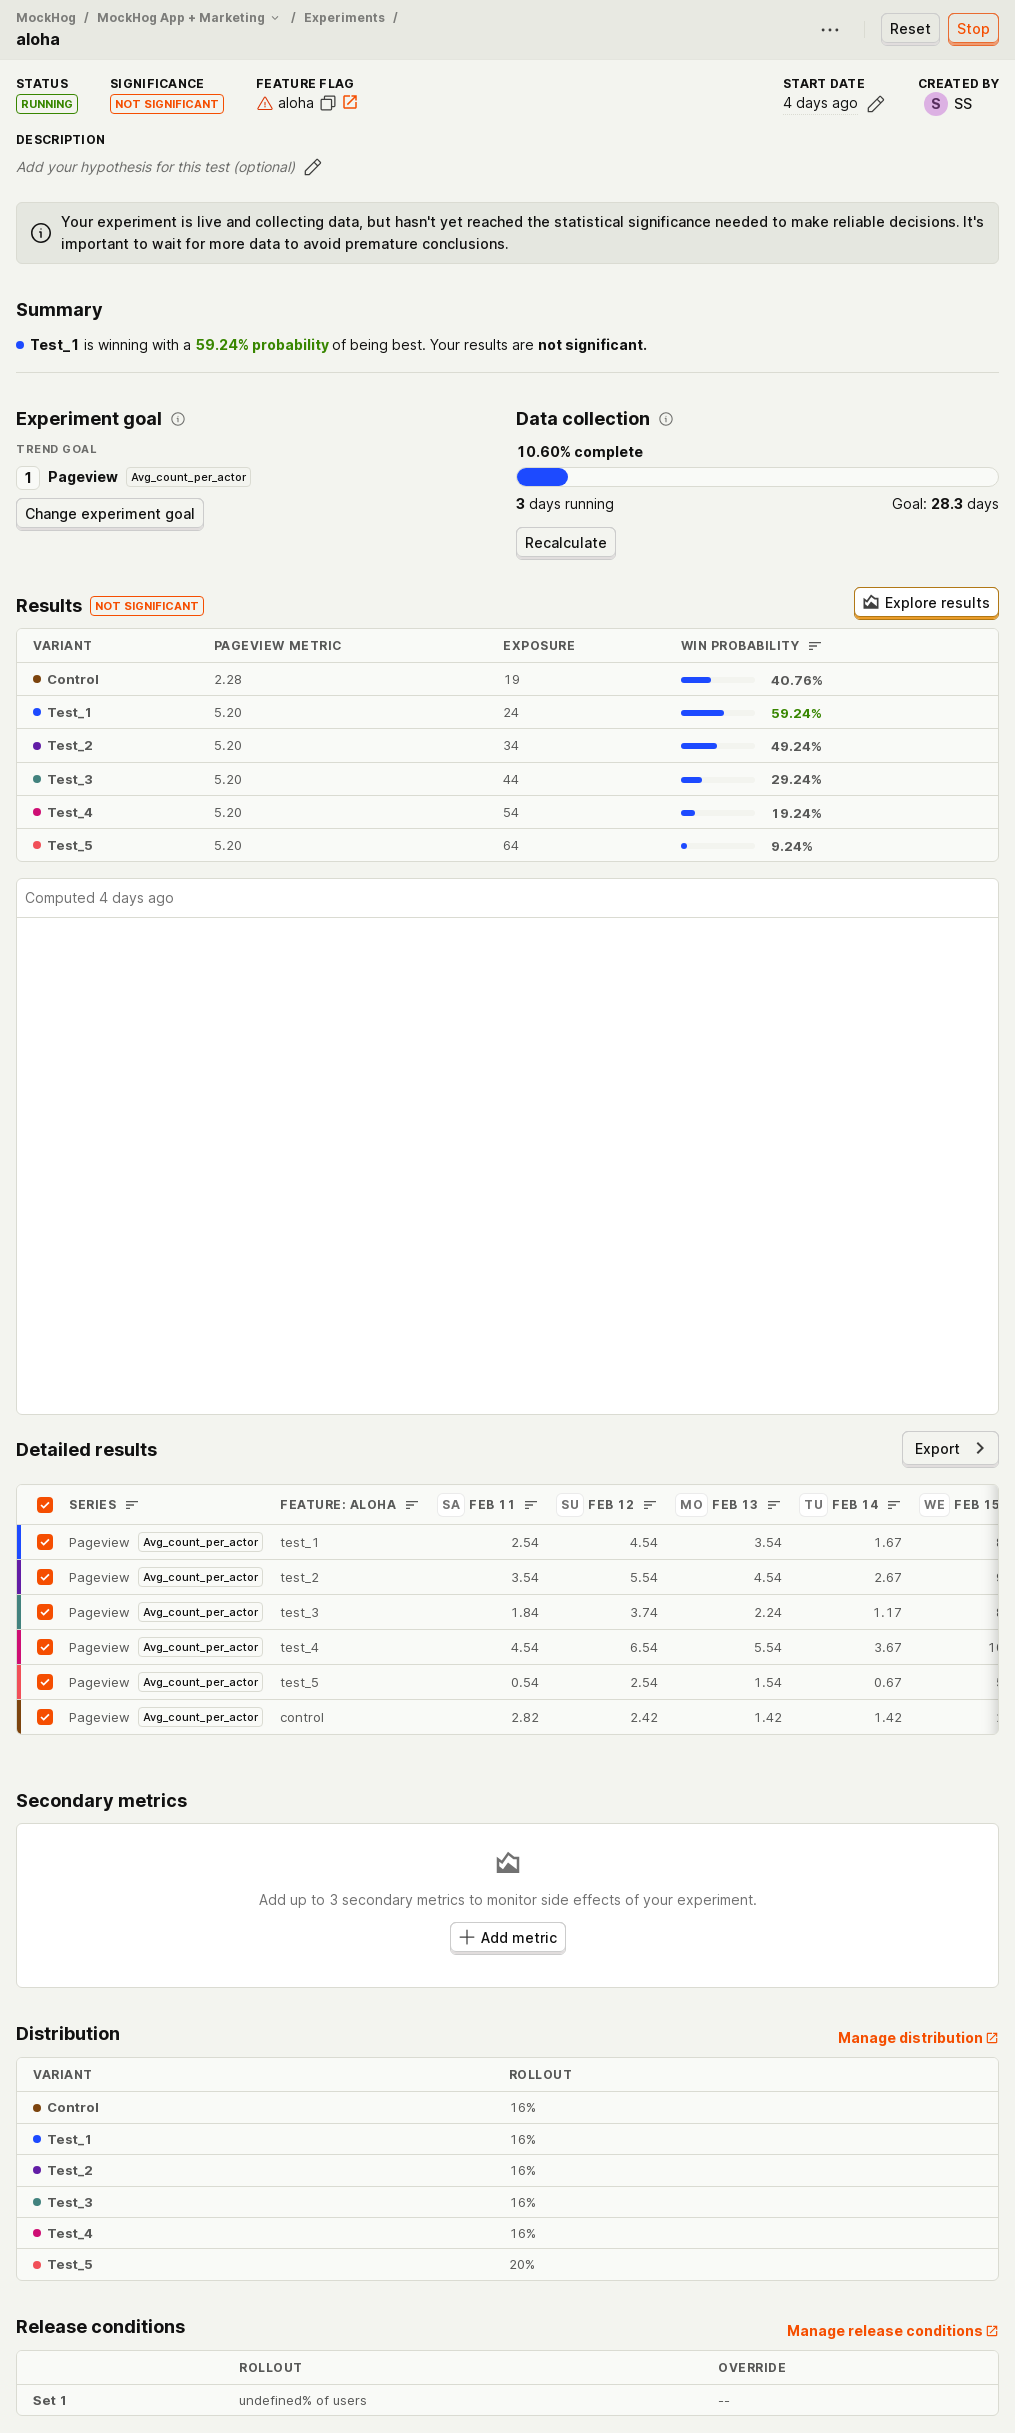 MockHog / MockHog App + Marketing / Experiments /
aloha
Reset
Stop
STATUS
SIGNIFICANCE
FEATURE FLAG
START DATE
CREATED BY
RUNNING
NOT SIGNIFICANT
aloha
4 days ago
S SS
DESCRIPTION
Add your hypothesis for this test (optional)
Your experiment is live and collecting data, but hasn't yet reached the statistical significance needed to make reliable decisions. It's
important to wait for more data to avoid premature conclusions.
Summary
Test_1 is winning with a 59.24% probability of being best. Your results are not significant.
Experiment goal
TREND GOAL
1 Pageview Avg_count_per_actor
Change experiment goal
Data collection
10.60% complete
3 days running
Goal: 28.3 days
Recalculate
Results NOT SIGNIFICANT
Explore results
VARIANT PAGEVIEW METRIC EXPOSURE WIN PROBABILITY
Control 2.28 19 40.76%
Test_1 5.20 24 59.24%
Test_2 5.20 34 49.24%
Test_3 5.20 44 29.24%
Test_4 5.20 54 19.24%
Test_5 5.20 64 9.24%
Computed 4 days ago
Detailed results
Export
SERIES FEATURE: ALOHA SA FEB 11 SU FEB 12 MO FEB 13 TU FEB 14 WE FEB 15
Pageview Avg_count_per_actor test_1 2.54 4.54 3.54 1.67
Pageview Avg_count_per_actor test_2 3.54 5.54 4.54 2.67
Pageview Avg_count_per_actor test_3 1.84 3.74 2.24 1.17
Pageview Avg_count_per_actor test_4 4.54 6.54 5.54 3.67
Pageview Avg_count_per_actor test_5 0.54 2.54 1.54 0.67
Pageview Avg_count_per_actor control 2.82 2.42 1.42 1.42
Secondary metrics
Add up to 3 secondary metrics to monitor side effects of your experiment.
Add metric
Distribution
Manage distribution
VARIANT ROLLOUT
Control 16%
Test_1 16%
Test_2 16%
Test_3 16%
Test_4 16%
Test_5 20%
Release conditions
Manage release conditions
ROLLOUT OVERRIDE
Set 1 undefined% of users --